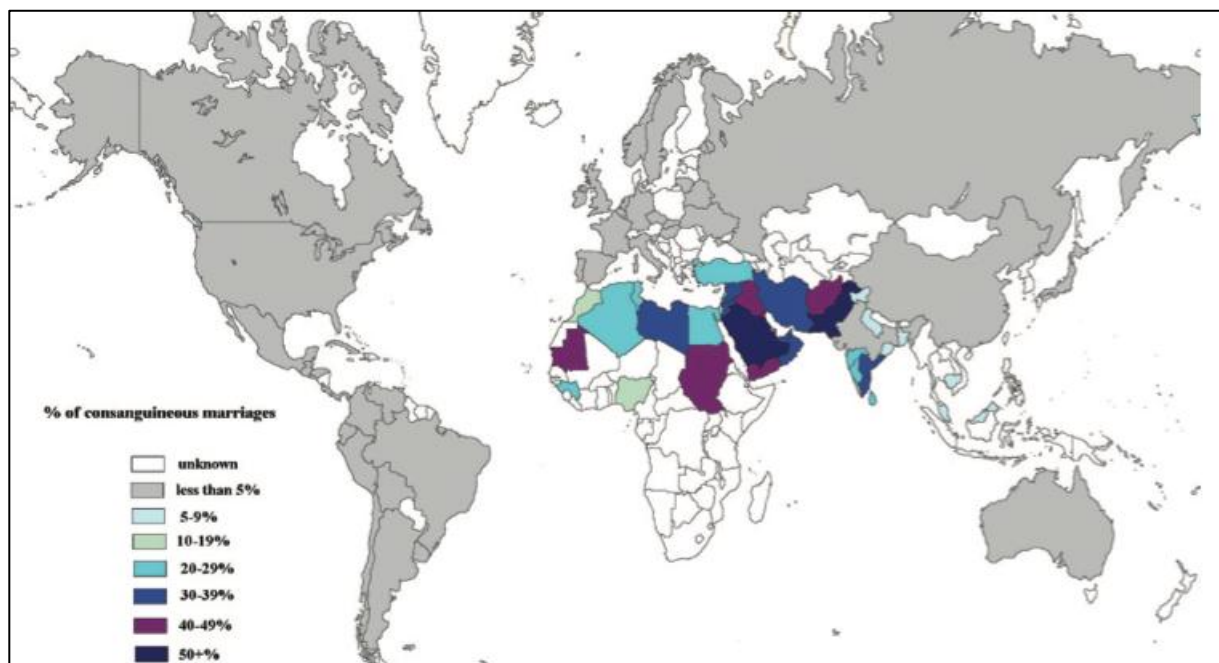 % of consanguineous marriages
unknown
less than 5%
5-9%
10-19%
20-29%
30-39%
40-49%
50+%